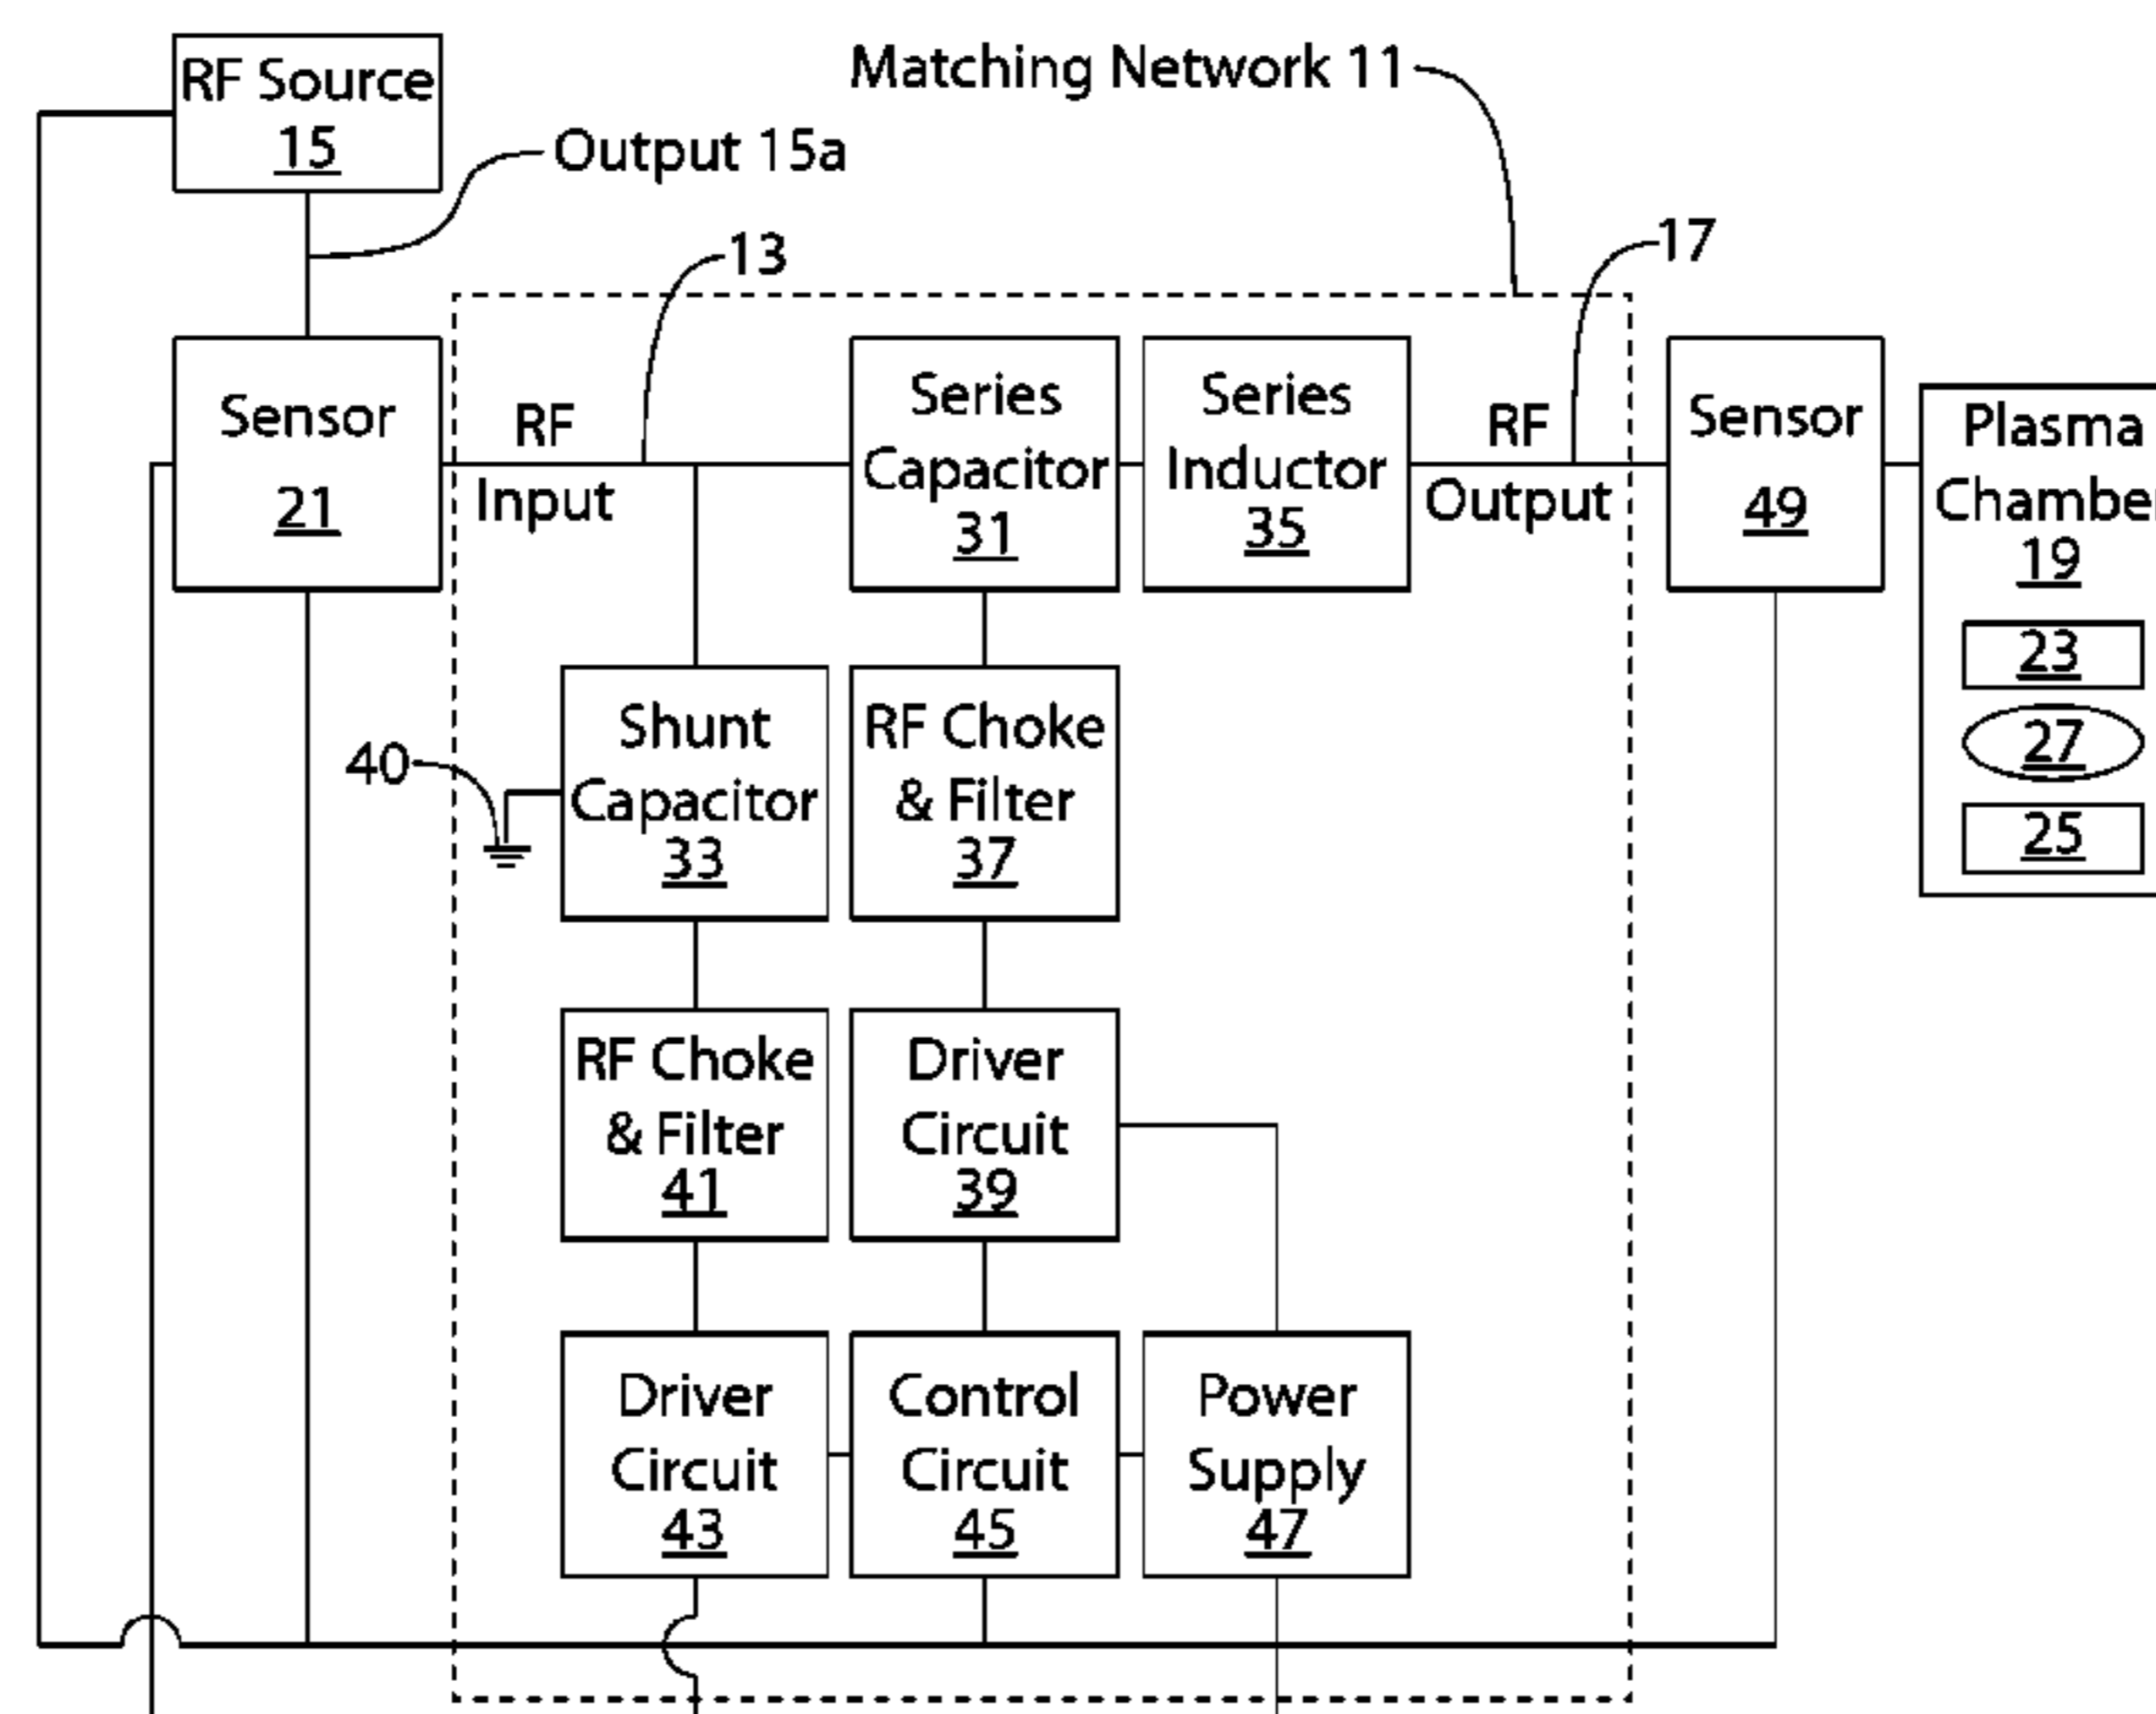 RF Source
15
Output 15a
Matching Network 11
13
17
Sensor
21
RF
Input
Series
Capacitor
31
Series
Inductor
35
RF
Output
Sensor
49
Plasma
Chamber
19
23
27
25
40
Shunt
Capacitor
33
RF Choke
& Filter
37
RF Choke
& Filter
41
Driver
Circuit
39
Driver
Circuit
43
Control
Circuit
45
Power
Supply
47